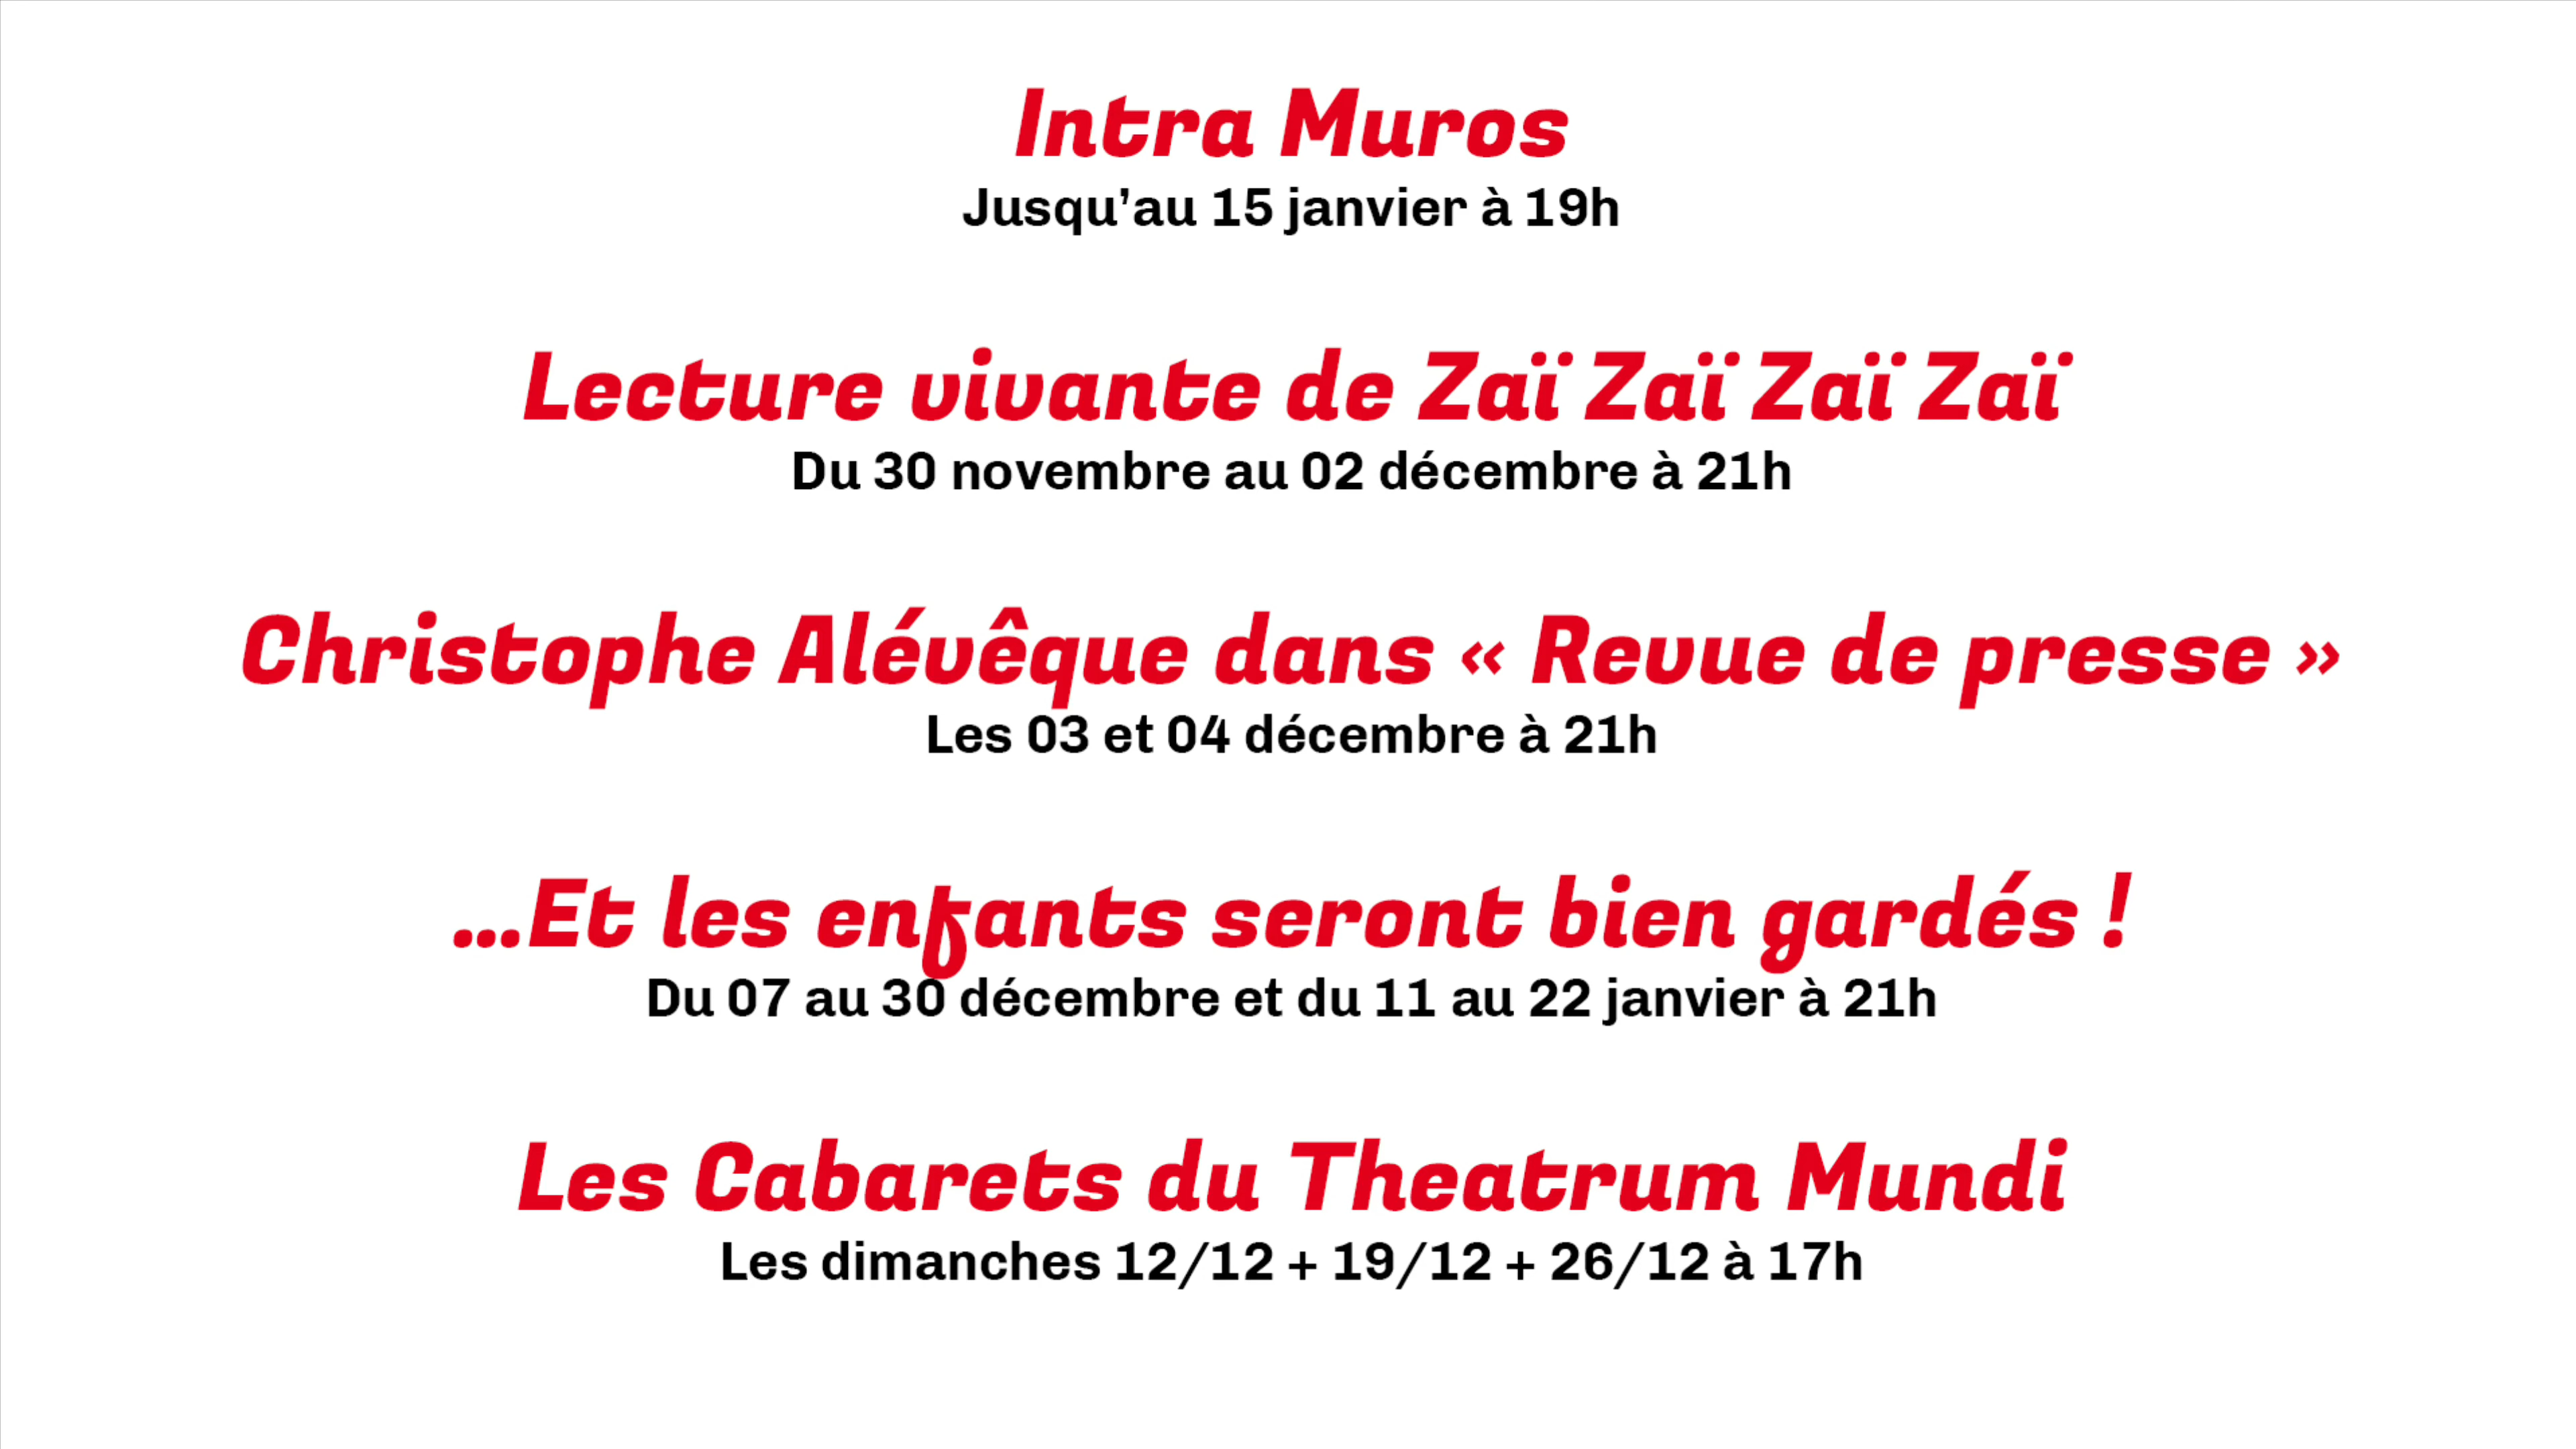 Intra Muros
Jusqu’au 15 janvier à 19h
Lecture vivante de Zaï Zaï Zaï Zaï
Du 30 novembre au 02 décembre à 21h
Christophe Alévêque dans « Revue de presse »
Les 03 et 04 décembre à 21h
...Et les enfants seront bien gardés !
Du 07 au 30 décembre et du 11 au 22 janvier à 21h
Les Cabarets du Theatrum Mundi
Les dimanches 12/12 + 19/12 + 26/12 à 17h